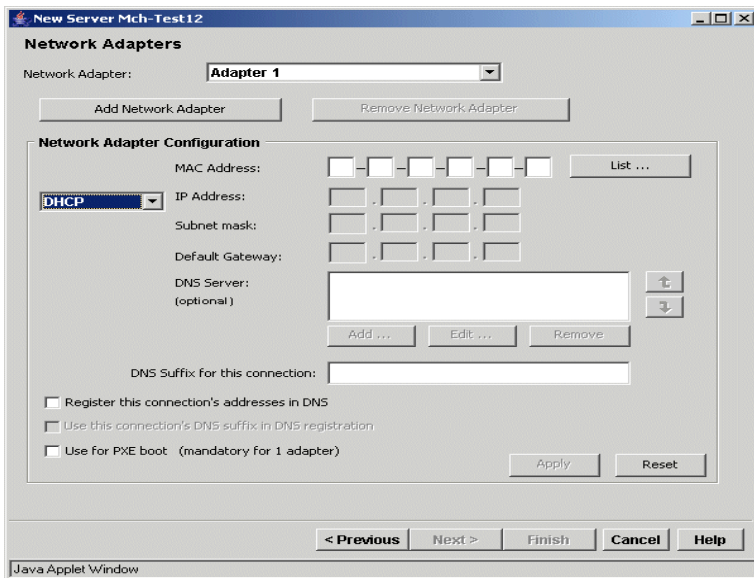 New Server Mch-Test12
Network Adapters
Network Adapter: Adapter 1
Add Network Adapter Remove Network Adapter
Network Adapter Configuration
MAC Address: – – – – – List ...
DHCP IP Address: . . .
Subnet mask: . . .
Default Gateway: . . .
DNS Server:
(optional)
Add ... Edit ... Remove
DNS Suffix for this connection:
Register this connection's addresses in DNS
Use this connection's DNS suffix in DNS registration
Use for PXE boot (mandatory for 1 adapter)
Apply Reset
< Previous Next > Finish Cancel Help
Java Applet Window